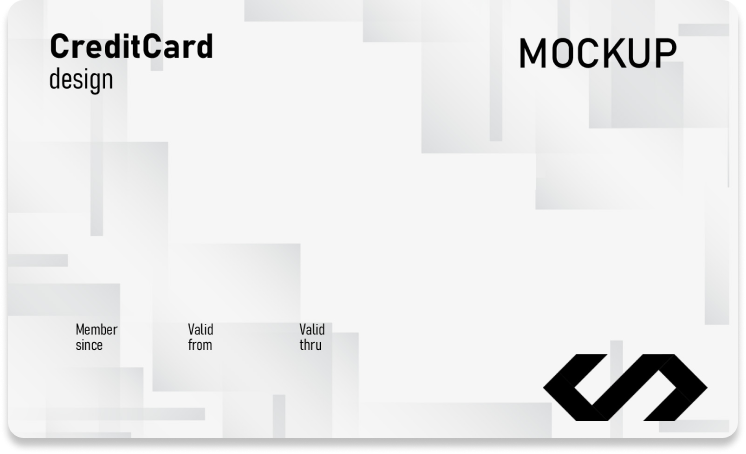 CreditCard
design
MOCKUP
Member
since
Valid
from
Valid
thru